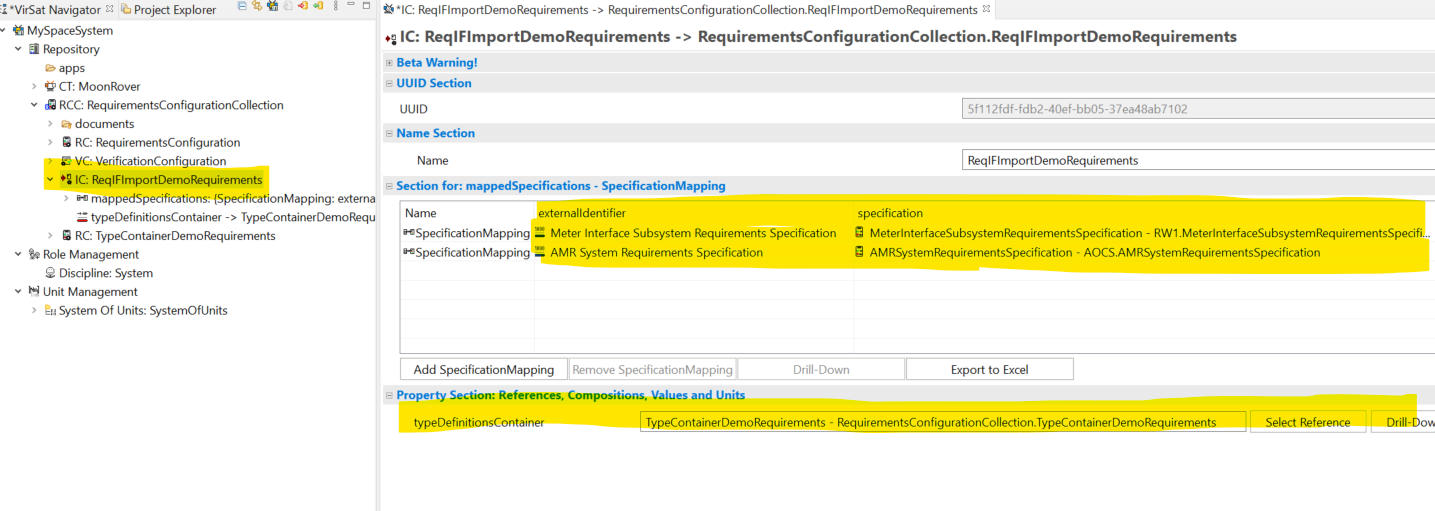 *VirSat Navigator
Project Explorer
MySpaceSystem
Repository
apps
CT: MoonRover
RCC: RequirementsConfigurationCollection
documents
RC: RequirementsConfiguration
VC: VerificationConfiguration
IC: ReqIFImportDemoRequirements
mappedSpecifications: {SpecificationMapping: externa
typeDefinitionsContainer -> TypeContainerDemoRequ
RC: TypeContainerDemoRequirements
Role Management
Discipline: System
Unit Management
System Of Units: SystemOfUnits
*IC: ReqIFImportDemoRequirements -> RequirementsConfigurationCollection.ReqIFImportDemoRequirements
IC: ReqIFImportDemoRequirements -> RequirementsConfigurationCollection.ReqIFImportDemoRequirements
Beta Warning!
UUID Section
UUID 5f112fdf-fdb2-40ef-bb05-37ea48ab7102
Name Section
Name ReqIFImportDemoRequirements
Section for: mappedSpecifications - SpecificationMapping
Name externalIdentifier specification
SpecificationMapping Meter Interface Subsystem Requirements Specification MeterInterfaceSubsystemRequirementsSpecification - RW1.MeterInterfaceSubsystemRequirementsSpecifi...
SpecificationMapping AMR System Requirements Specification AMRSystemRequirementsSpecification - AOCS.AMRSystemRequirementsSpecification
Add SpecificationMapping Remove SpecificationMapping Drill-Down Export to Excel
Property Section: References, Compositions, Values and Units
typeDefinitionsContainer TypeContainerDemoRequirements - RequirementsConfigurationCollection.TypeContainerDemoRequirements Select Reference Drill-Dow